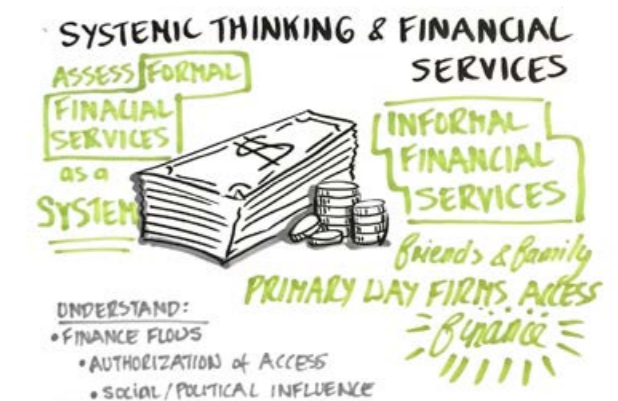 SYSTEMIC THINKING & FINANCIAL
SERVICES
ASSESS FORMAL
FINACIAL
SERVICES
as a
SYSTEM
$
INFORMAL
FINANCIAL
SERVICES
friends & family
PRIMARY WAY FIRMS ACCESS
finance
UNDERSTAND:
• FINANCE FLOWS
• AUTHORIZATION of ACCESS
• SOCIAL/POLITICAL INFLUENCE